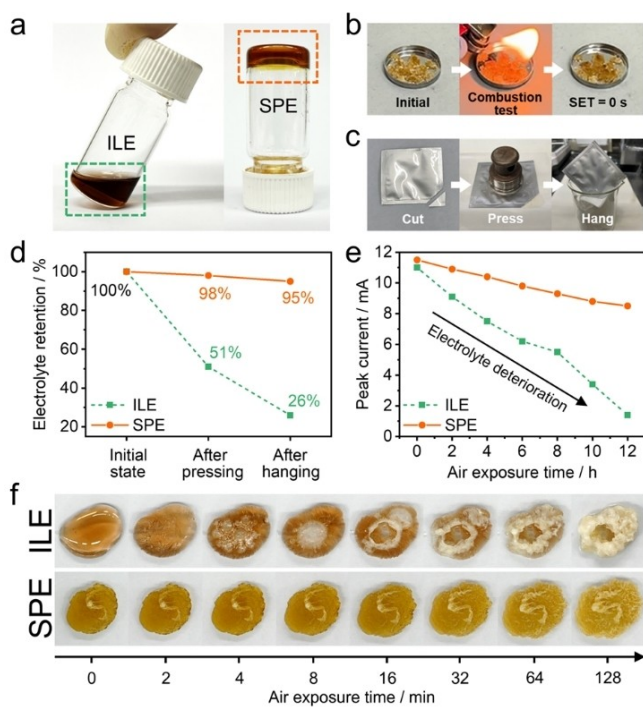 a
ILE
SPE
b
Initial
Combustion test
SET = 0 s
c
Cut
Press
Hang
d
Electrolyte retention / %
100
80
60
40
20
100%
98%
95%
51%
26%
ILE
SPE
Initial state
After pressing
After hanging
e
Peak current / mA
12
10
8
6
4
2
0
Electrolyte deterioration
ILE
SPE
0 2 4 6 8 10 12
Air exposure time / h
f
ILE
SPE
0 2 4 8 16 32 64 128
Air exposure time / min